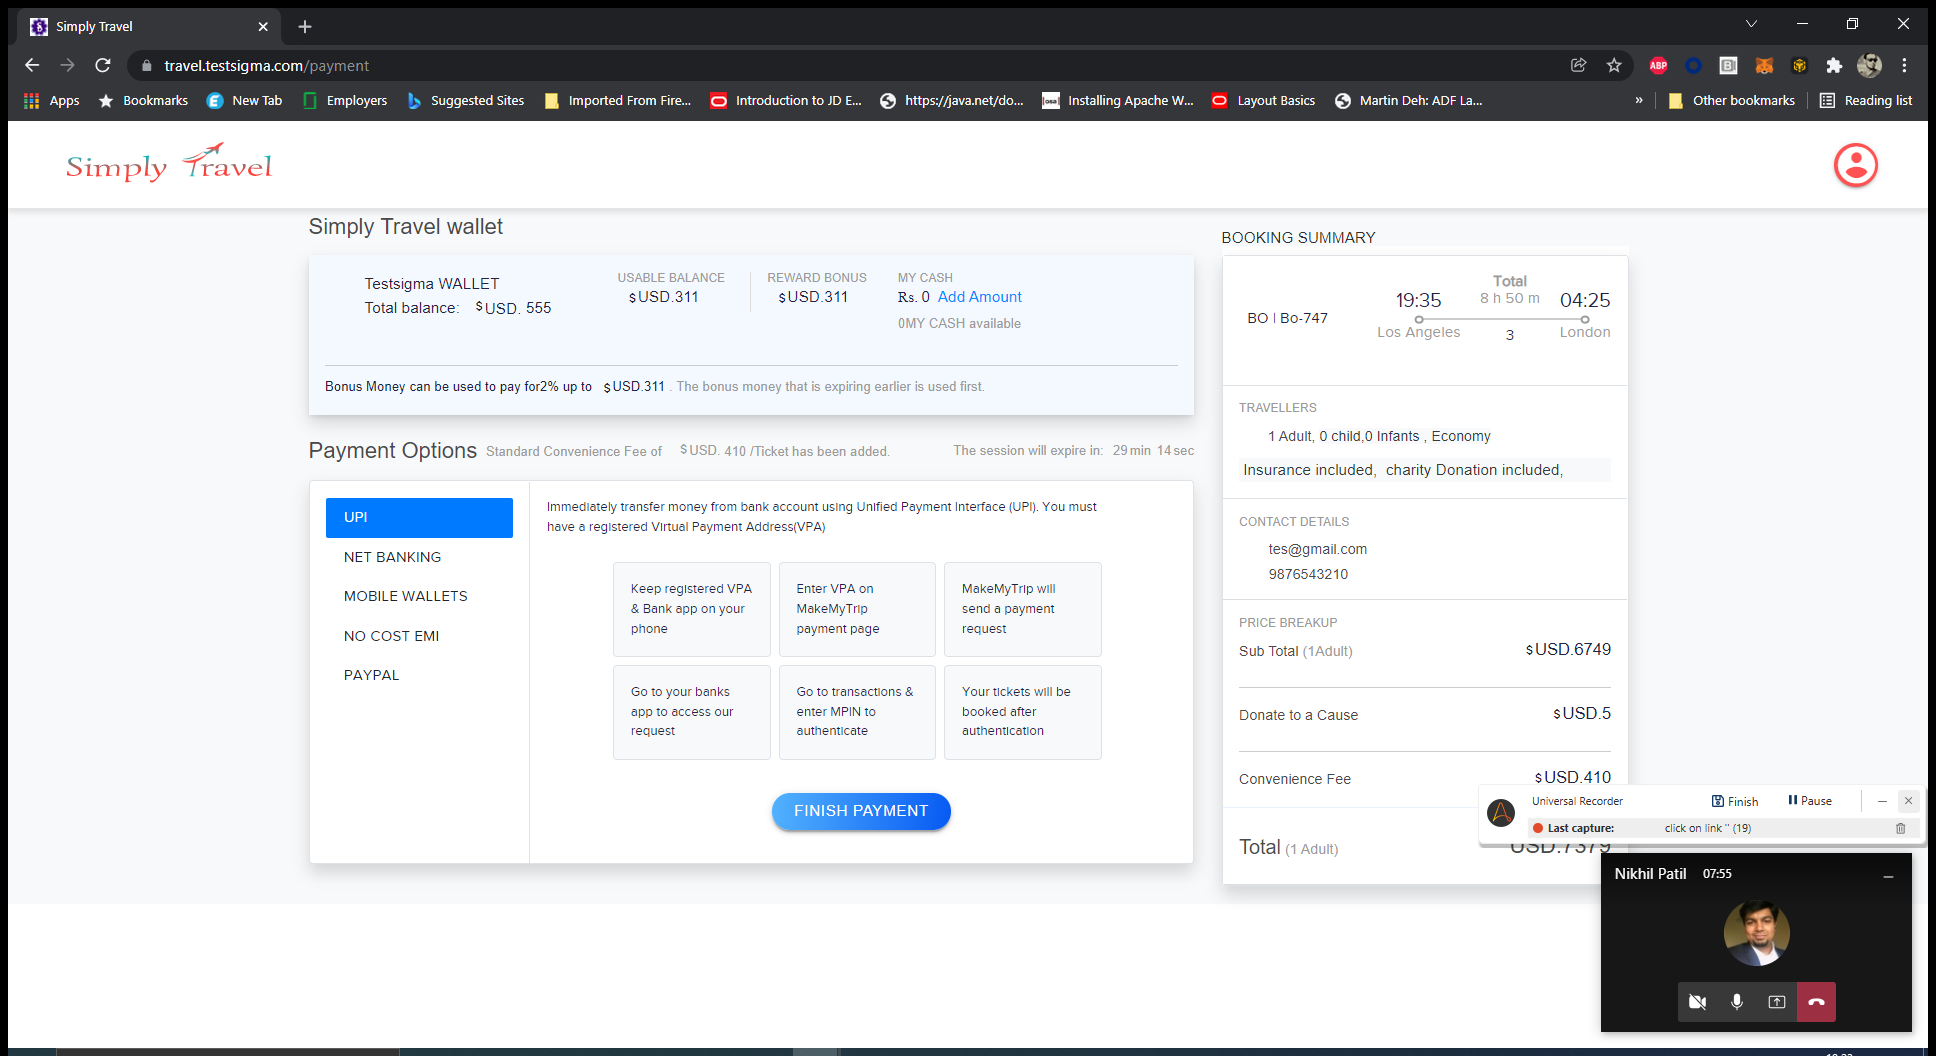 Simply Travel
travel.testsigma.com/payment
ABP
Apps Bookmarks New Tab Employers Suggested Sites Imported From Fire... Introduction to JD E... https://java.net/do... Installing Apache W... Layout Basics Martin Deh: ADF La... » Other bookmarks Reading list
Simply Travel
Simply Travel wallet
Testsigma WALLET
Total balance: $USD. 555
USABLE BALANCE
$USD.311
REWARD BONUS
$USD.311
MY CASH
Rs. 0 Add Amount
0MY CASH available
Bonus Money can be used to pay for2% up to $USD.311 . The bonus money that is expiring earlier is used first.
Payment Options Standard Convenience Fee of $USD. 410 /Ticket has been added. The session will expire in: 29 min 14 sec
UPI
NET BANKING
MOBILE WALLETS
NO COST EMI
PAYPAL
Immediately transfer money from bank account using Unified Payment Interface (UPI). You must
have a registered Virtual Payment Address(VPA)
Keep registered VPA
& Bank app on your
phone
Enter VPA on
MakeMyTrip
payment page
MakeMyTrip will
send a payment
request
Go to your banks
app to access our
request
Go to transactions &
enter MPIN to
authenticate
Your tickets will be
booked after
authentication
FINISH PAYMENT
BOOKING SUMMARY
BO | Bo-747
19:35
Los Angeles
Total
8 h 50 m
3
04:25
London
TRAVELLERS
1 Adult, 0 child,0 Infants , Economy
Insurance included, charity Donation included,
CONTACT DETAILS
tes@gmail.com
9876543210
PRICE BREAKUP
Sub Total (1Adult) $USD.6749
Donate to a Cause $USD.5
Convenience Fee $USD.410
Total (1 Adult) USD.7379
Universal Recorder Finish Pause
Last capture: click on link '' (19)
Nikhil Patil 07:55